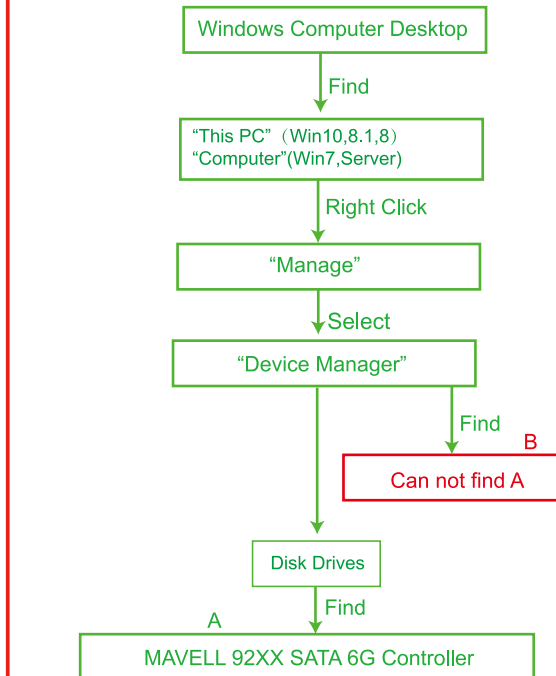 Windows Computer Desktop
Find
“This PC”（Win10,8.1,8）
“Computer”(Win7,Server)
Right Click
“Manage”
Select
“Device Manager”
Find
B
Can not find A
Disk Drives
Find
A
MAVELL 92XX SATA 6G Controller